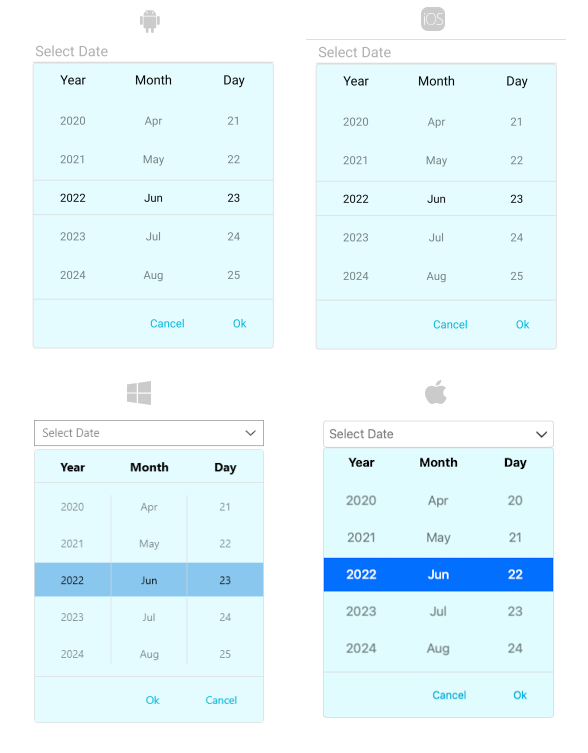 iOS
Select Date
Year Month Day
2020 Apr 21
2021 May 22
2022 Jun 23
2023 Jul 24
2024 Aug 25
Cancel Ok
Select Date
Year Month Day
2020 Apr 21
2021 May 22
2022 Jun 23
2023 Jul 24
2024 Aug 25
Cancel Ok
Select Date
Year Month Day
2020 Apr 21
2021 May 22
2022 Jun 23
2023 Jul 24
2024 Aug 25
Ok Cancel
Select Date
Year Month Day
2020 Apr 20
2021 May 21
2022 Jun 22
2023 Jul 23
2024 Aug 24
Cancel Ok